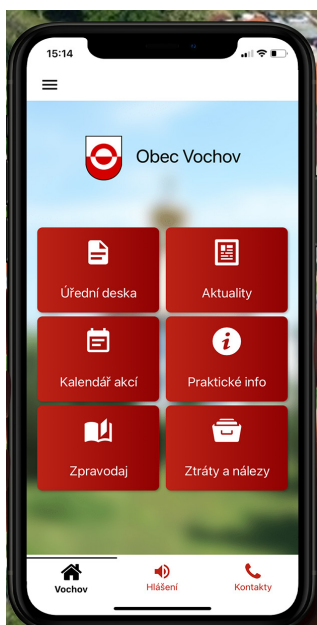 15:14
Obec Vochov
Úřední deska
Aktuality
Kalendář akcí
Praktické info
Zpravodaj
Ztráty a nálezy
Vochov
Hlášení
Kontakty